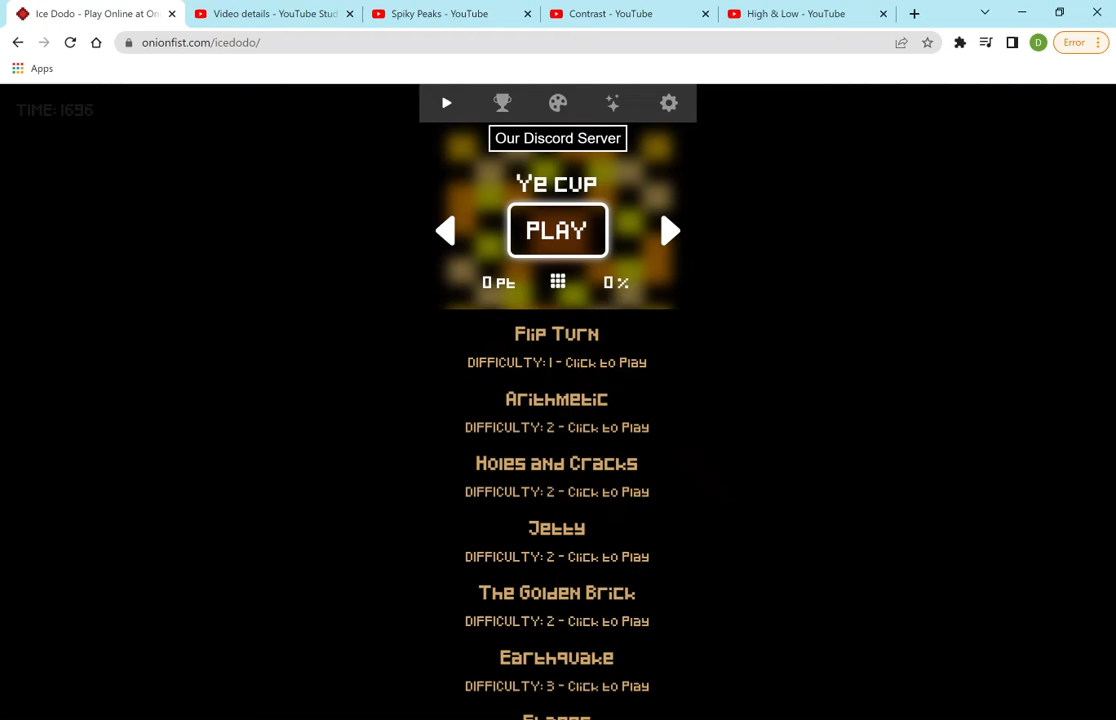 Ice Dodo - Play Online at On
Video details - YouTube Stud
Spiky Peaks - YouTube
Contrast - YouTube
High & Low - YouTube
onionfist.com/icedodo/
D
Error
Apps
TIME: 1696
Our Discord Server
Ye cup
PLAY
0 pt
0 %
Flip Turn
DIFFICULTY: 1 - Click to Play
Arithmetic
DIFFICULTY: 2 - Click to Play
Holes and Cracks
DIFFICULTY: 2 - Click to Play
Jetty
DIFFICULTY: 2 - Click to Play
The Golden Brick
DIFFICULTY: 2 - Click to Play
Earthquake
DIFFICULTY: 3 - Click to Play